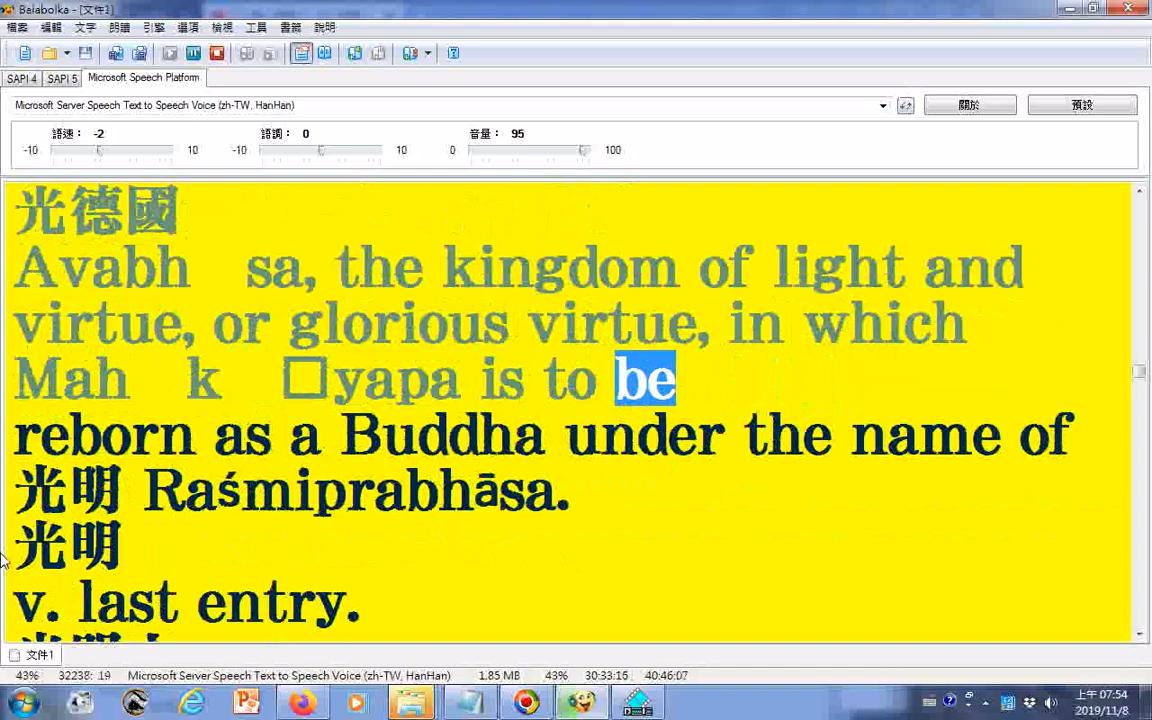 Balabolka - [文件1]
檔案 編輯 文字 朗讀 引擎 選項 檢視 工具 書籤 說明
SAPI 4 SAPI 5 Microsoft Speech Platform
Microsoft Server Speech Text to Speech Voice (zh-TW, HanHan) 關於 預設
語速： -2 語調： 0 音量： 95
-10 10 -10 10 0 100
光德國
Avabh sa, the kingdom of light and
virtue, or glorious virtue, in which
Mah k □yapa is to be
reborn as a Buddha under the name of
光明 Raśmiprabhāsa.
光明
v. last entry.
文件1
43% 32238: 19 Microsoft Server Speech Text to Speech Voice (zh-TW, HanHan) 1.85 MB 43% 30:33:15 40:46:07
上午 07:54
2019/11/8